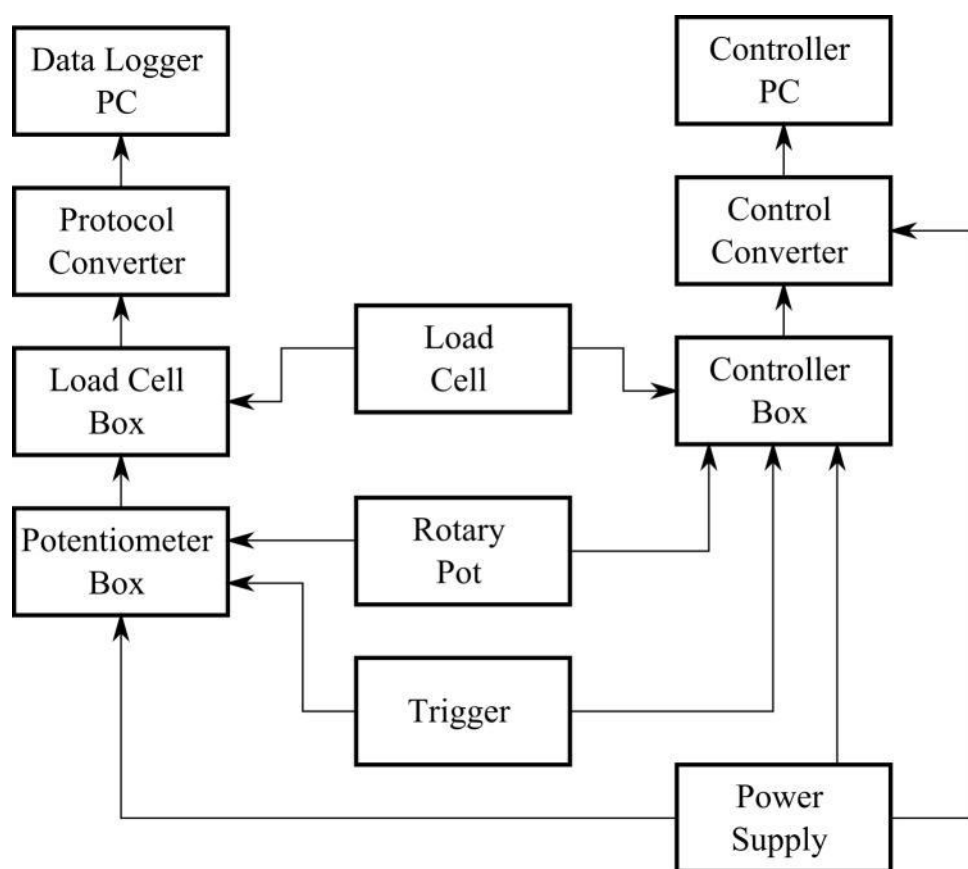 Data Logger
PC
Controller
PC
Protocol
Converter
Control
Converter
Load
Cell
Load Cell
Box
Controller
Box
Potentiometer
Box
Rotary
Pot
Trigger
Power
Supply